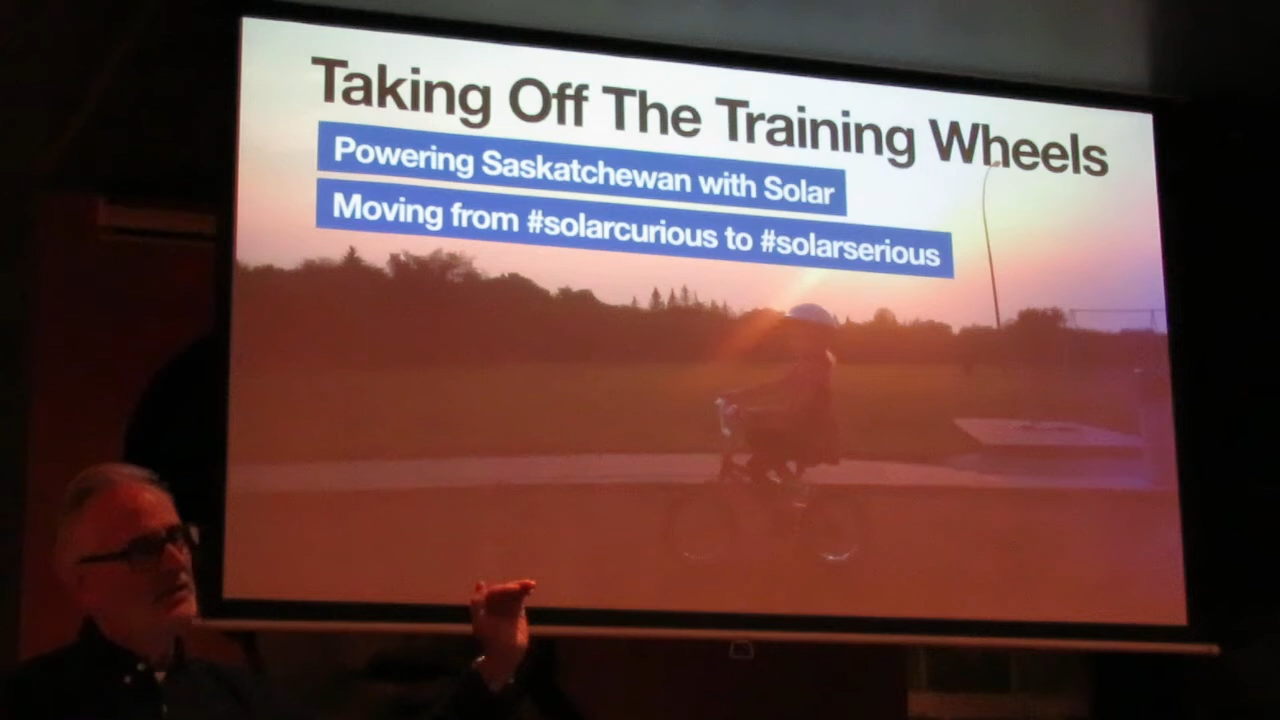 Taking Off The Training Wheels
Powering Saskatchewan with Solar
Moving from #solarcurious to #solarserious